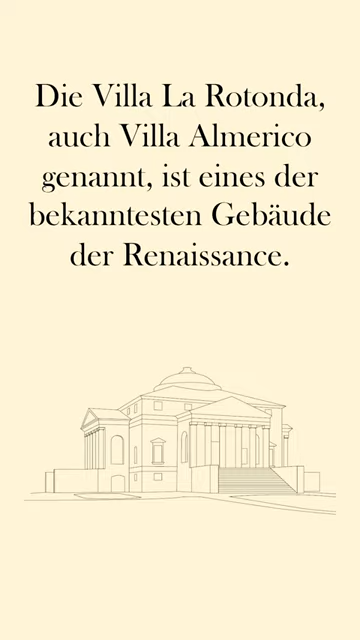 Die Villa La Rotonda,
auch Villa Almerico
genannt, ist eines der
bekanntesten Gebäude
der Renaissance.